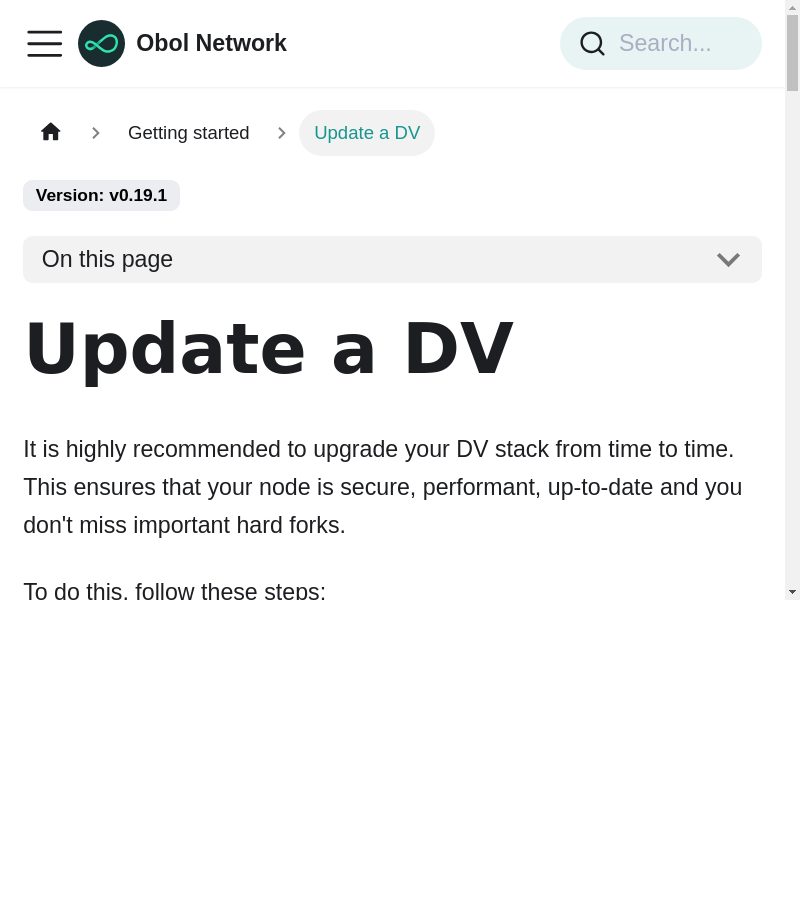 Obol Network
Search...
Getting started
Update a DV
Version: v0.19.1
On this page
Update a DV
It is highly recommended to upgrade your DV stack from time to time.
This ensures that your node is secure, performant, up-to-date and you
don't miss important hard forks.
To do this, follow these steps: